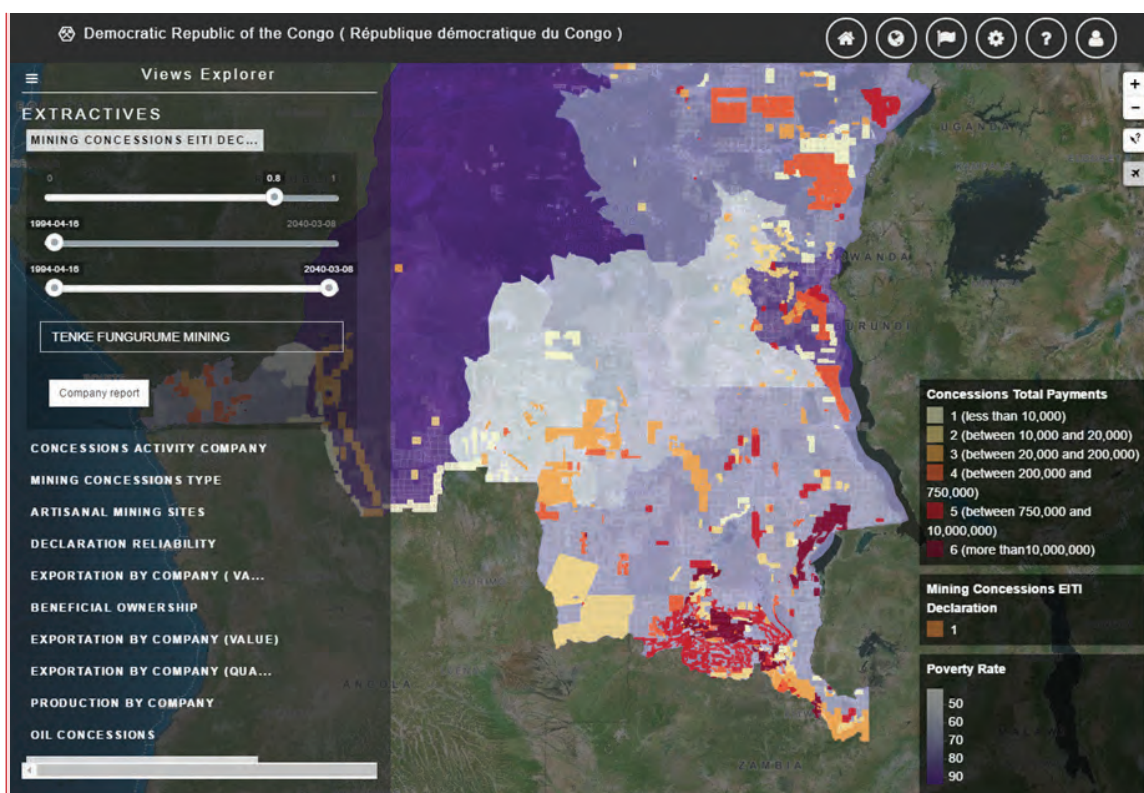 Democratic Republic of the Congo ( République démocratique du Congo )
?
Views Explorer
EXTRACTIVES
MINING CONCESSIONS EITI DEC...
0 0.8 1
1994-04-16 2040-03-08
1994-04-16 2040-03-08
TENKE FUNGURUME MINING
Company report
CONCESSIONS ACTIVITY COMPANY
MINING CONCESSIONS TYPE
ARTISANAL MINING SITES
DECLARATION RELIABILITY
EXPORTATION BY COMPANY ( VA...
BENEFICIAL OWNERSHIP
EXPORTATION BY COMPANY (VALUE)
EXPORTATION BY COMPANY (QUA...
PRODUCTION BY COMPANY
OIL CONCESSIONS
+
−
UGANDA
RWANDA
URUNDI
ANGOLA
ZAMBIA
Concessions Total Payments
1 (less than 10,000)
2 (between 10,000 and 20,000)
3 (between 20,000 and 200,000)
4 (between 200,000 and
750,000)
5 (between 750,000 and
10,000,000)
6 (more than10,000,000)
Mining Concessions EITI
Declaration
1
Poverty Rate
50
60
70
80
90